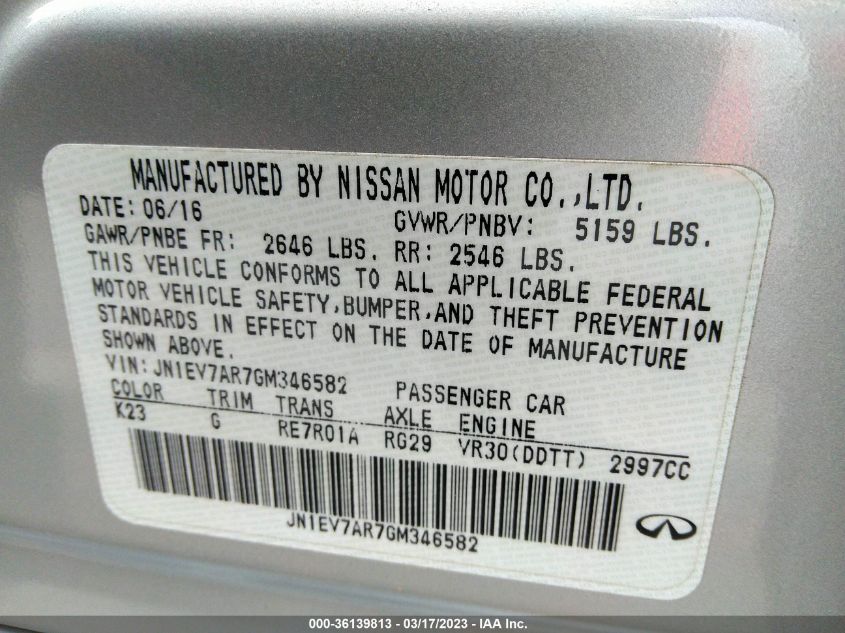 MANUFACTURED BY NISSAN MOTOR CO.,LTD.
DATE: 06/16 GVWR/PNBV: 5159 LBS.
GAWR/PNBE FR: 2646 LBS. RR: 2546 LBS.
THIS VEHICLE CONFORMS TO ALL APPLICABLE FEDERAL
MOTOR VEHICLE SAFETY,BUMPER,AND THEFT PREVENTION
STANDARDS IN EFFECT ON THE DATE OF MANUFACTURE
SHOWN ABOVE.
VIN: JN1EV7AR7GM346582 PASSENGER CAR
COLOR TRIM TRANS AXLE ENGINE
K23 G RE7R01A RG29 VR30(DDTT) 2997CC
JN1EV7AR7GM346582
000-36139813 - 03/17/2023 - IAA Inc.